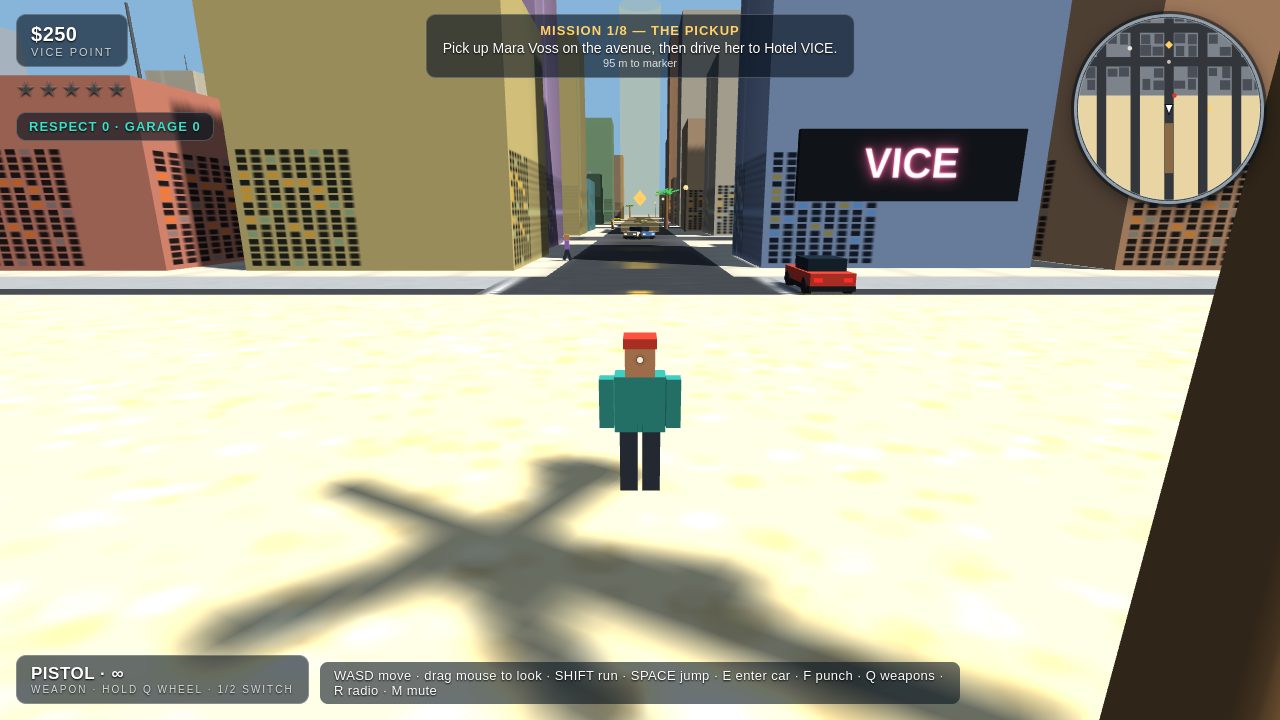 $250
VICE POINT
★★★★★
RESPECT 0 · GARAGE 0
MISSION 1/8 — THE PICKUP
Pick up Mara Voss on the avenue, then drive her to Hotel VICE.
95 m to marker
VICE
PISTOL · ∞
WEAPON · HOLD Q WHEEL · 1/2 SWITCH
WASD move · drag mouse to look · SHIFT run · SPACE jump · E enter car · F punch · Q weapons ·
R radio · M mute